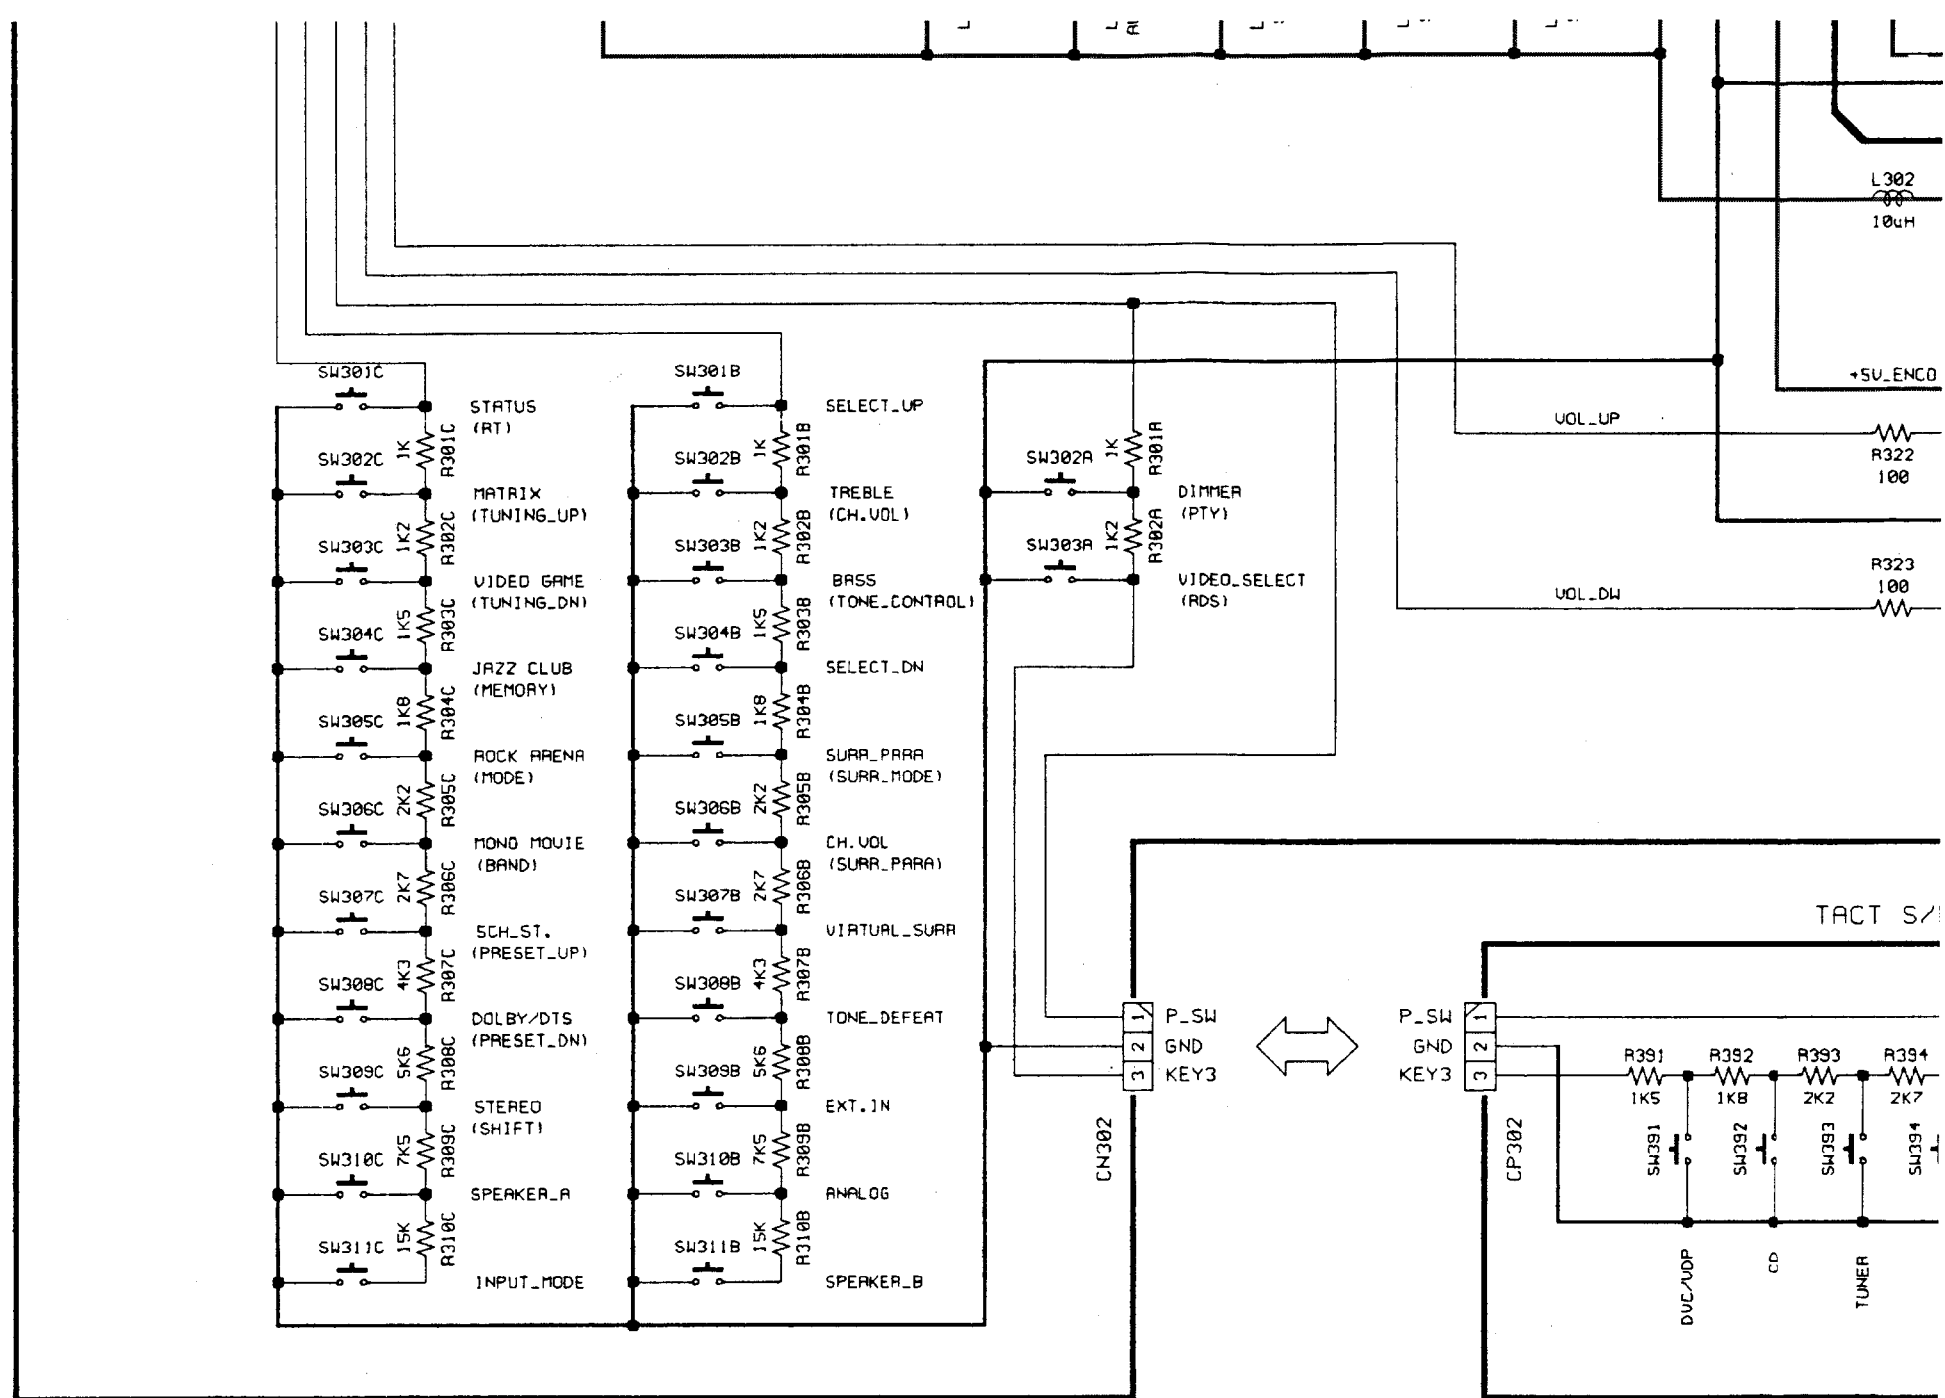 L302
10uH
+5V_ENCO
VOL_UP
R322
100
R323
100
VOL_DW
SW301C
STATUS
(RT)
1K
R301C
SW302C
MATRIX
(TUNING_UP)
1K2
R302C
SW303C
VIDEO GAME
(TUNING_DN)
1K5
R303C
SW304C
JAZZ CLUB
(MEMORY)
1K8
R304C
SW305C
ROCK ARENA
(MODE)
2K2
R305C
SW306C
MONO MOVIE
(BAND)
2K7
R306C
SW307C
5CH_ST.
(PRESET_UP)
4K3
R307C
SW308C
DOLBY/DTS
(PRESET_DN)
5K6
R308C
SW309C
STEREO
(SHIFT)
7K5
R309C
SW310C
SPEAKER_A
15K
R310C
SW311C
INPUT_MODE
SW301B
SELECT_UP
1K
R301B
SW302B
TREBLE
(CH.VOL)
1K2
R302B
SW303B
BASS
(TONE_CONTROL)
1K5
R303B
SW304B
SELECT_DN
1K8
R304B
SW305B
SURR_PARA
(SURR_MODE)
2K2
R305B
SW306B
CH.VOL
(SURR_PARA)
2K7
R306B
SW307B
VIRTUAL_SURR
4K3
R307B
SW308B
TONE_DEFEAT
5K6
R308B
SW309B
EXT.IN
7K5
R309B
SW310B
ANALOG
15K
R310B
SW311B
SPEAKER_B
1K
R301A
SW302A
DIMMER
(PTY)
1K2
R302A
SW303A
VIDEO_SELECT
(RDS)
1 P_SW
2 GND
3 KEY3
CN302
TACT S/
P_SW 1
GND 2
KEY3 3
CP302
R391
1K5
R392
1K8
R393
2K2
R394
2K7
SW391
SW392
SW393
SW394
DVD/VDP
CD
TUNER